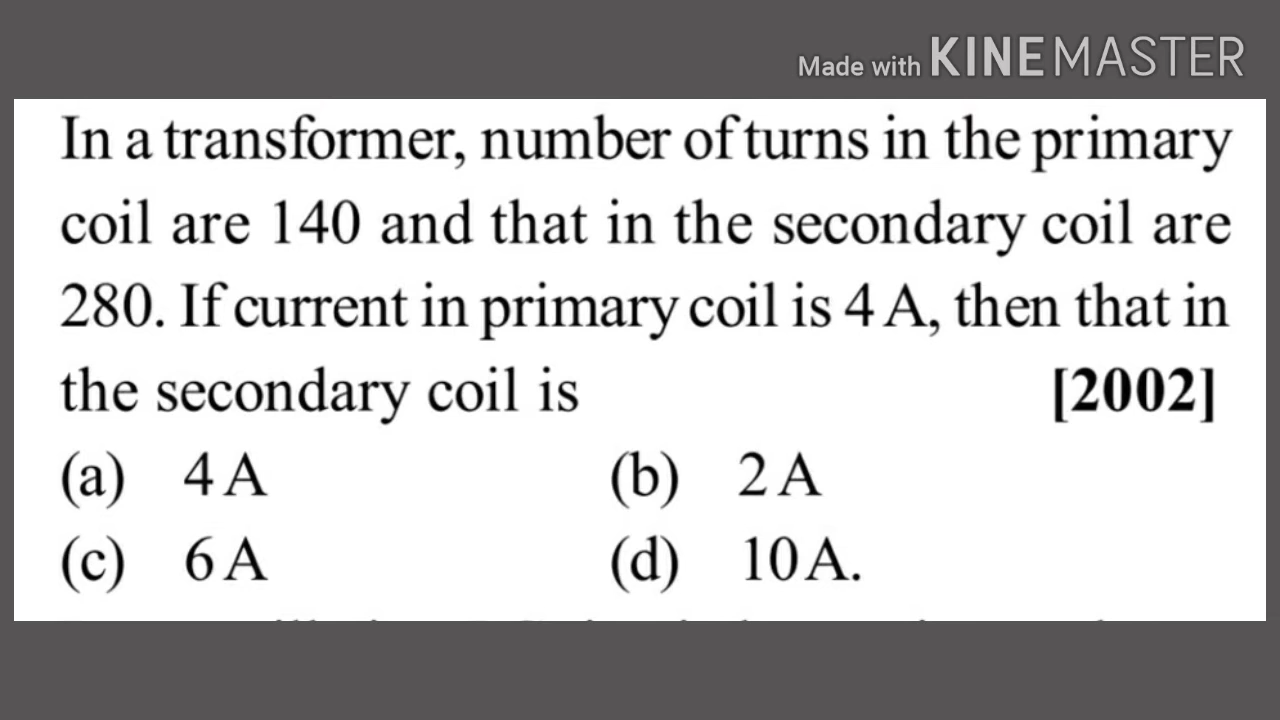 Made with KINEMASTER
In a transformer, number of turns in the primary
coil are 140 and that in the secondary coil are
280. If current in primary coil is 4 A, then that in
the secondary coil is [2002]
(a) 4 A (b) 2 A
(c) 6 A (d) 10 A.